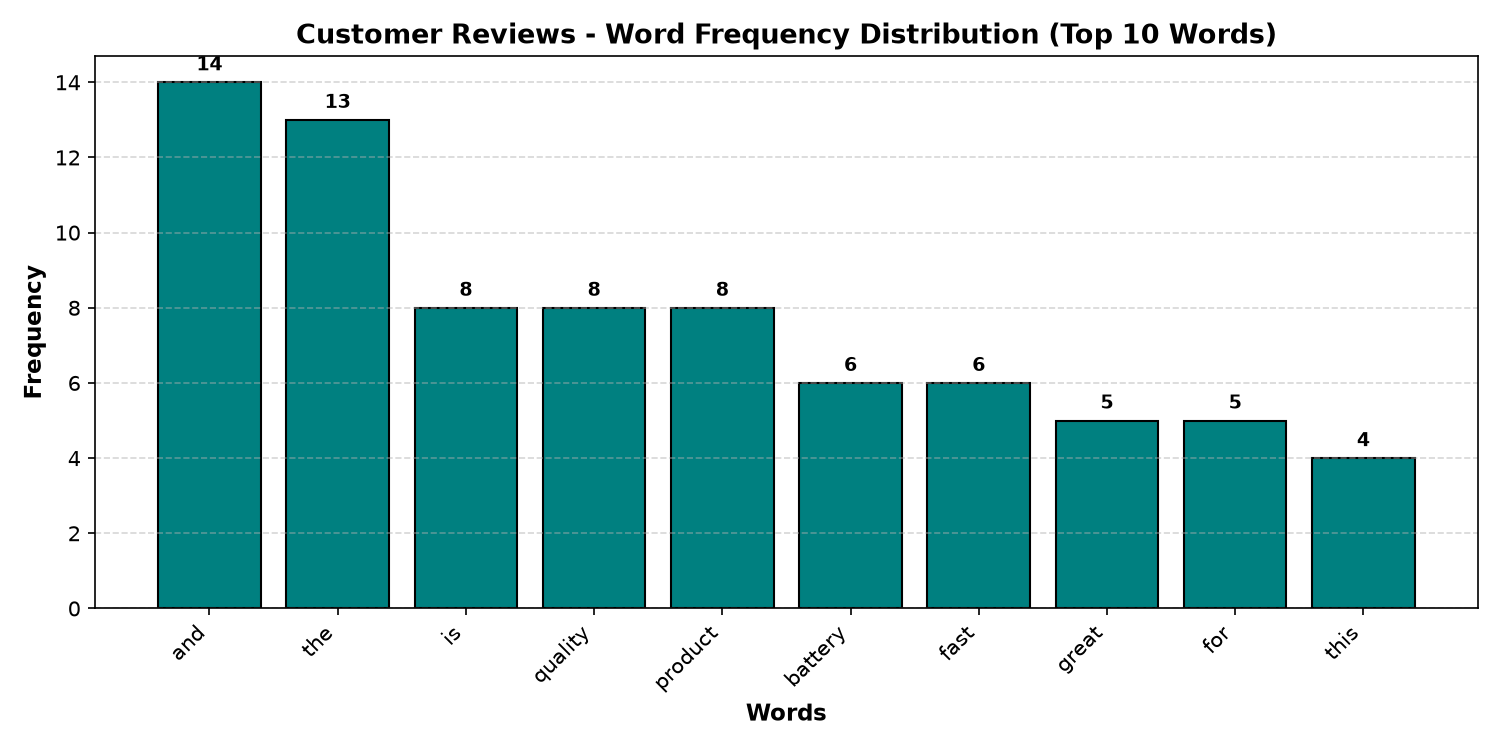 Customer Reviews - Word Frequency Distribution (Top 10 Words)
14
13
8
8
8
6
6
5
5
4
14
12
10
8
6
4
2
0
Frequency
and
the
is
quality
product
battery
fast
great
for
this
Words